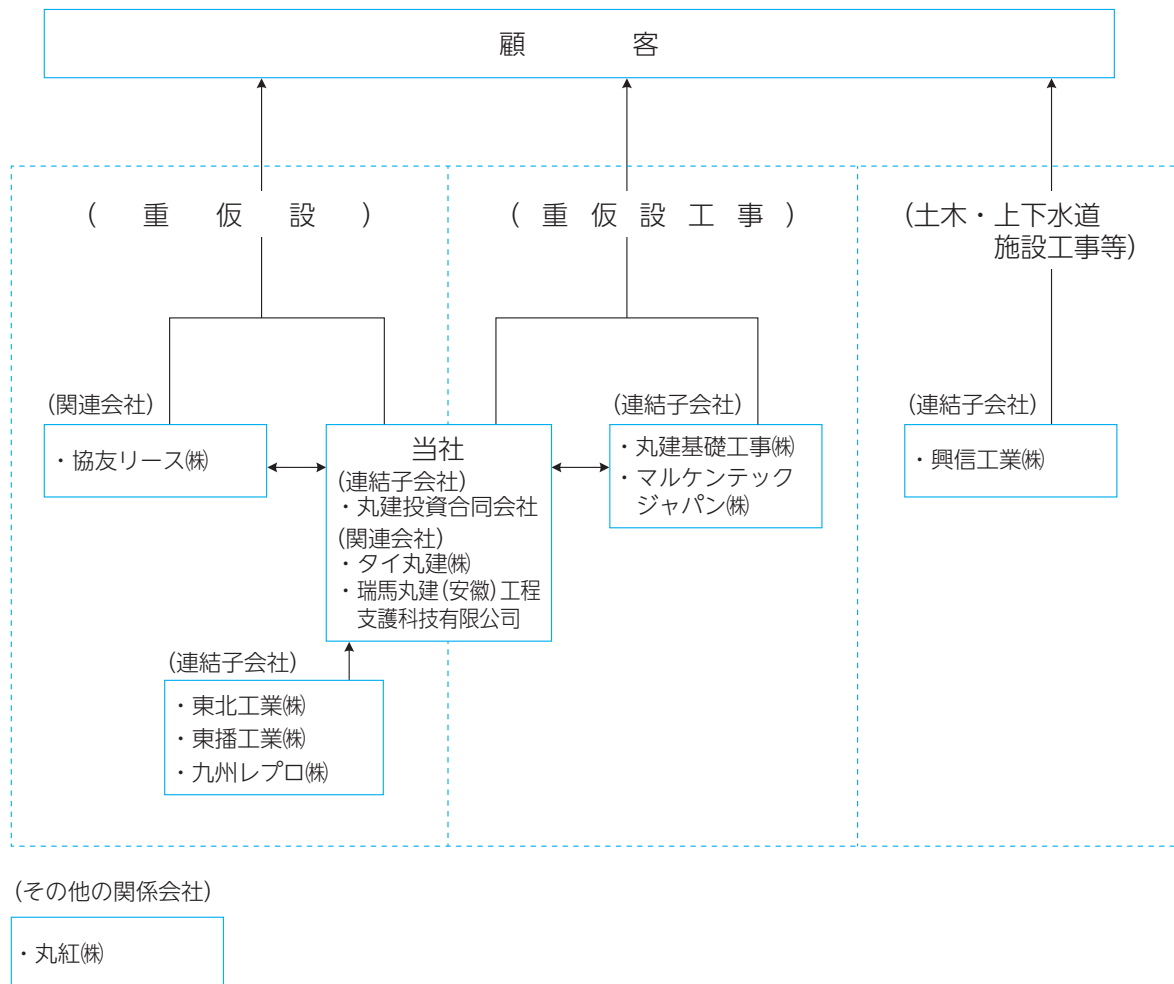 顧客
(重仮設)
(重仮設工事)
(土木・上下水道
施設工事等)
(関連会社)
・協友リース㈱
当社
(連結子会社)
・丸建投資合同会社
(関連会社)
・タイ丸建㈱
・瑞馬丸建(安徽)工程
支護科技有限公司
(連結子会社)
・丸建基礎工事㈱
・マルケンテック
ジャパン㈱
(連結子会社)
・興信工業㈱
(連結子会社)
・東北工業㈱
・東播工業㈱
・九州レプロ㈱
(その他の関係会社)
・丸紅㈱